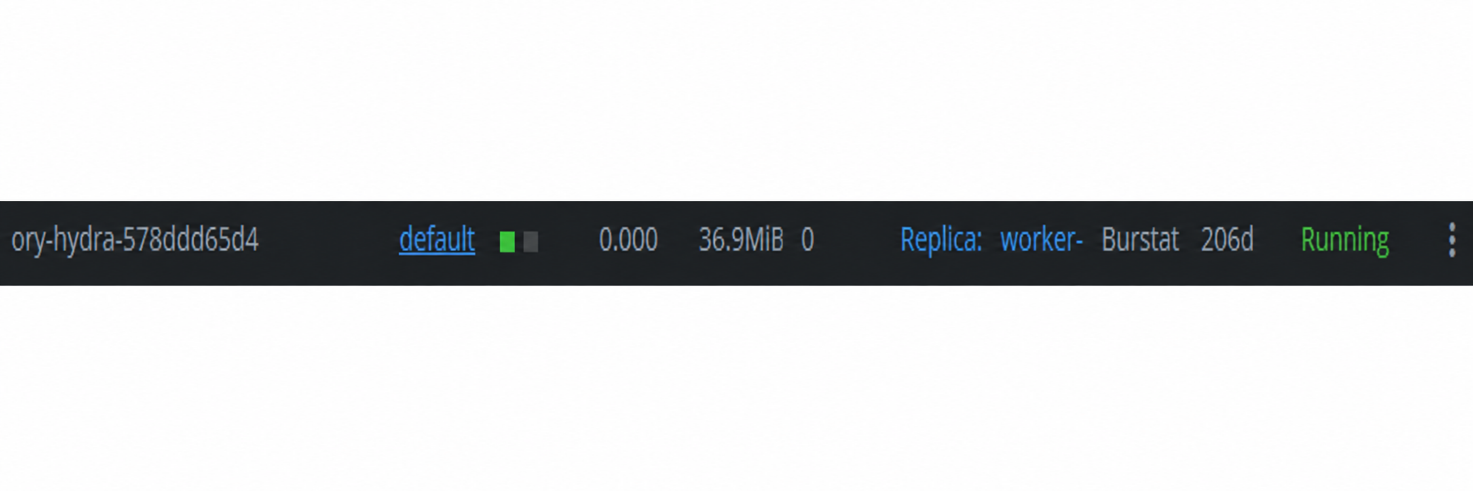 ory-hydra-578ddd65d4 default 0.000 36.9MiB 0 Replica: worker- Burstat 206d Running